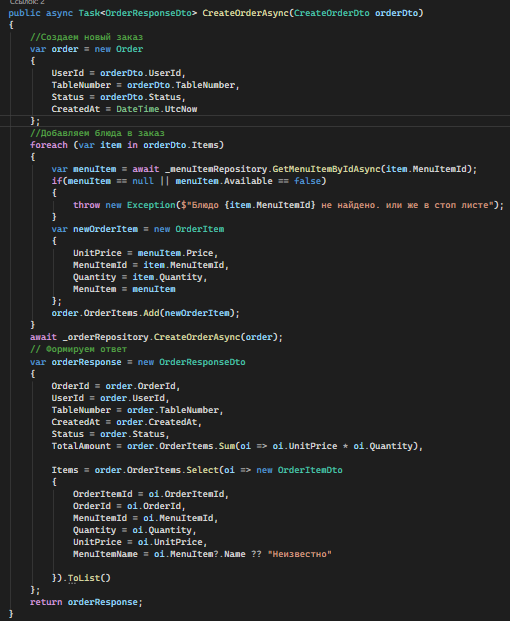 Ссылок: 2
public async Task<OrderResponseDto> CreateOrderAsync(CreateOrderDto orderDto)
{
//Создаем новый заказ
var order = new Order
{
UserId = orderDto.UserId,
TableNumber = orderDto.TableNumber,
Status = orderDto.Status,
CreatedAt = DateTime.UtcNow
};
//Добавляем блюда в заказ
foreach (var item in orderDto.Items)
{
var menuItem = await _menuItemRepository.GetMenuItemByIdAsync(item.MenuItemId);
if(menuItem == null || menuItem.Available == false)
{
throw new Exception($"Блюдо {item.MenuItemId} не найдено. или же в стоп листе");
}
var newOrderItem = new OrderItem
{
UnitPrice = menuItem.Price,
MenuItemId = item.MenuItemId,
Quantity = item.Quantity,
MenuItem = menuItem
};
order.OrderItems.Add(newOrderItem);
}
await _orderRepository.CreateOrderAsync(order);
// Формируем ответ
var orderResponse = new OrderResponseDto
{
OrderId = order.OrderId,
UserId = order.UserId,
TableNumber = order.TableNumber,
CreatedAt = order.CreatedAt,
Status = order.Status,
TotalAmount = order.OrderItems.Sum(oi => oi.UnitPrice * oi.Quantity),
Items = order.OrderItems.Select(oi => new OrderItemDto
{
OrderItemId = oi.OrderItemId,
OrderId = oi.OrderId,
MenuItemId = oi.MenuItemId,
Quantity = oi.Quantity,
UnitPrice = oi.UnitPrice,
MenuItemName = oi.MenuItem?.Name ?? "Неизвестно"
}).ToList()
};
return orderResponse;
}